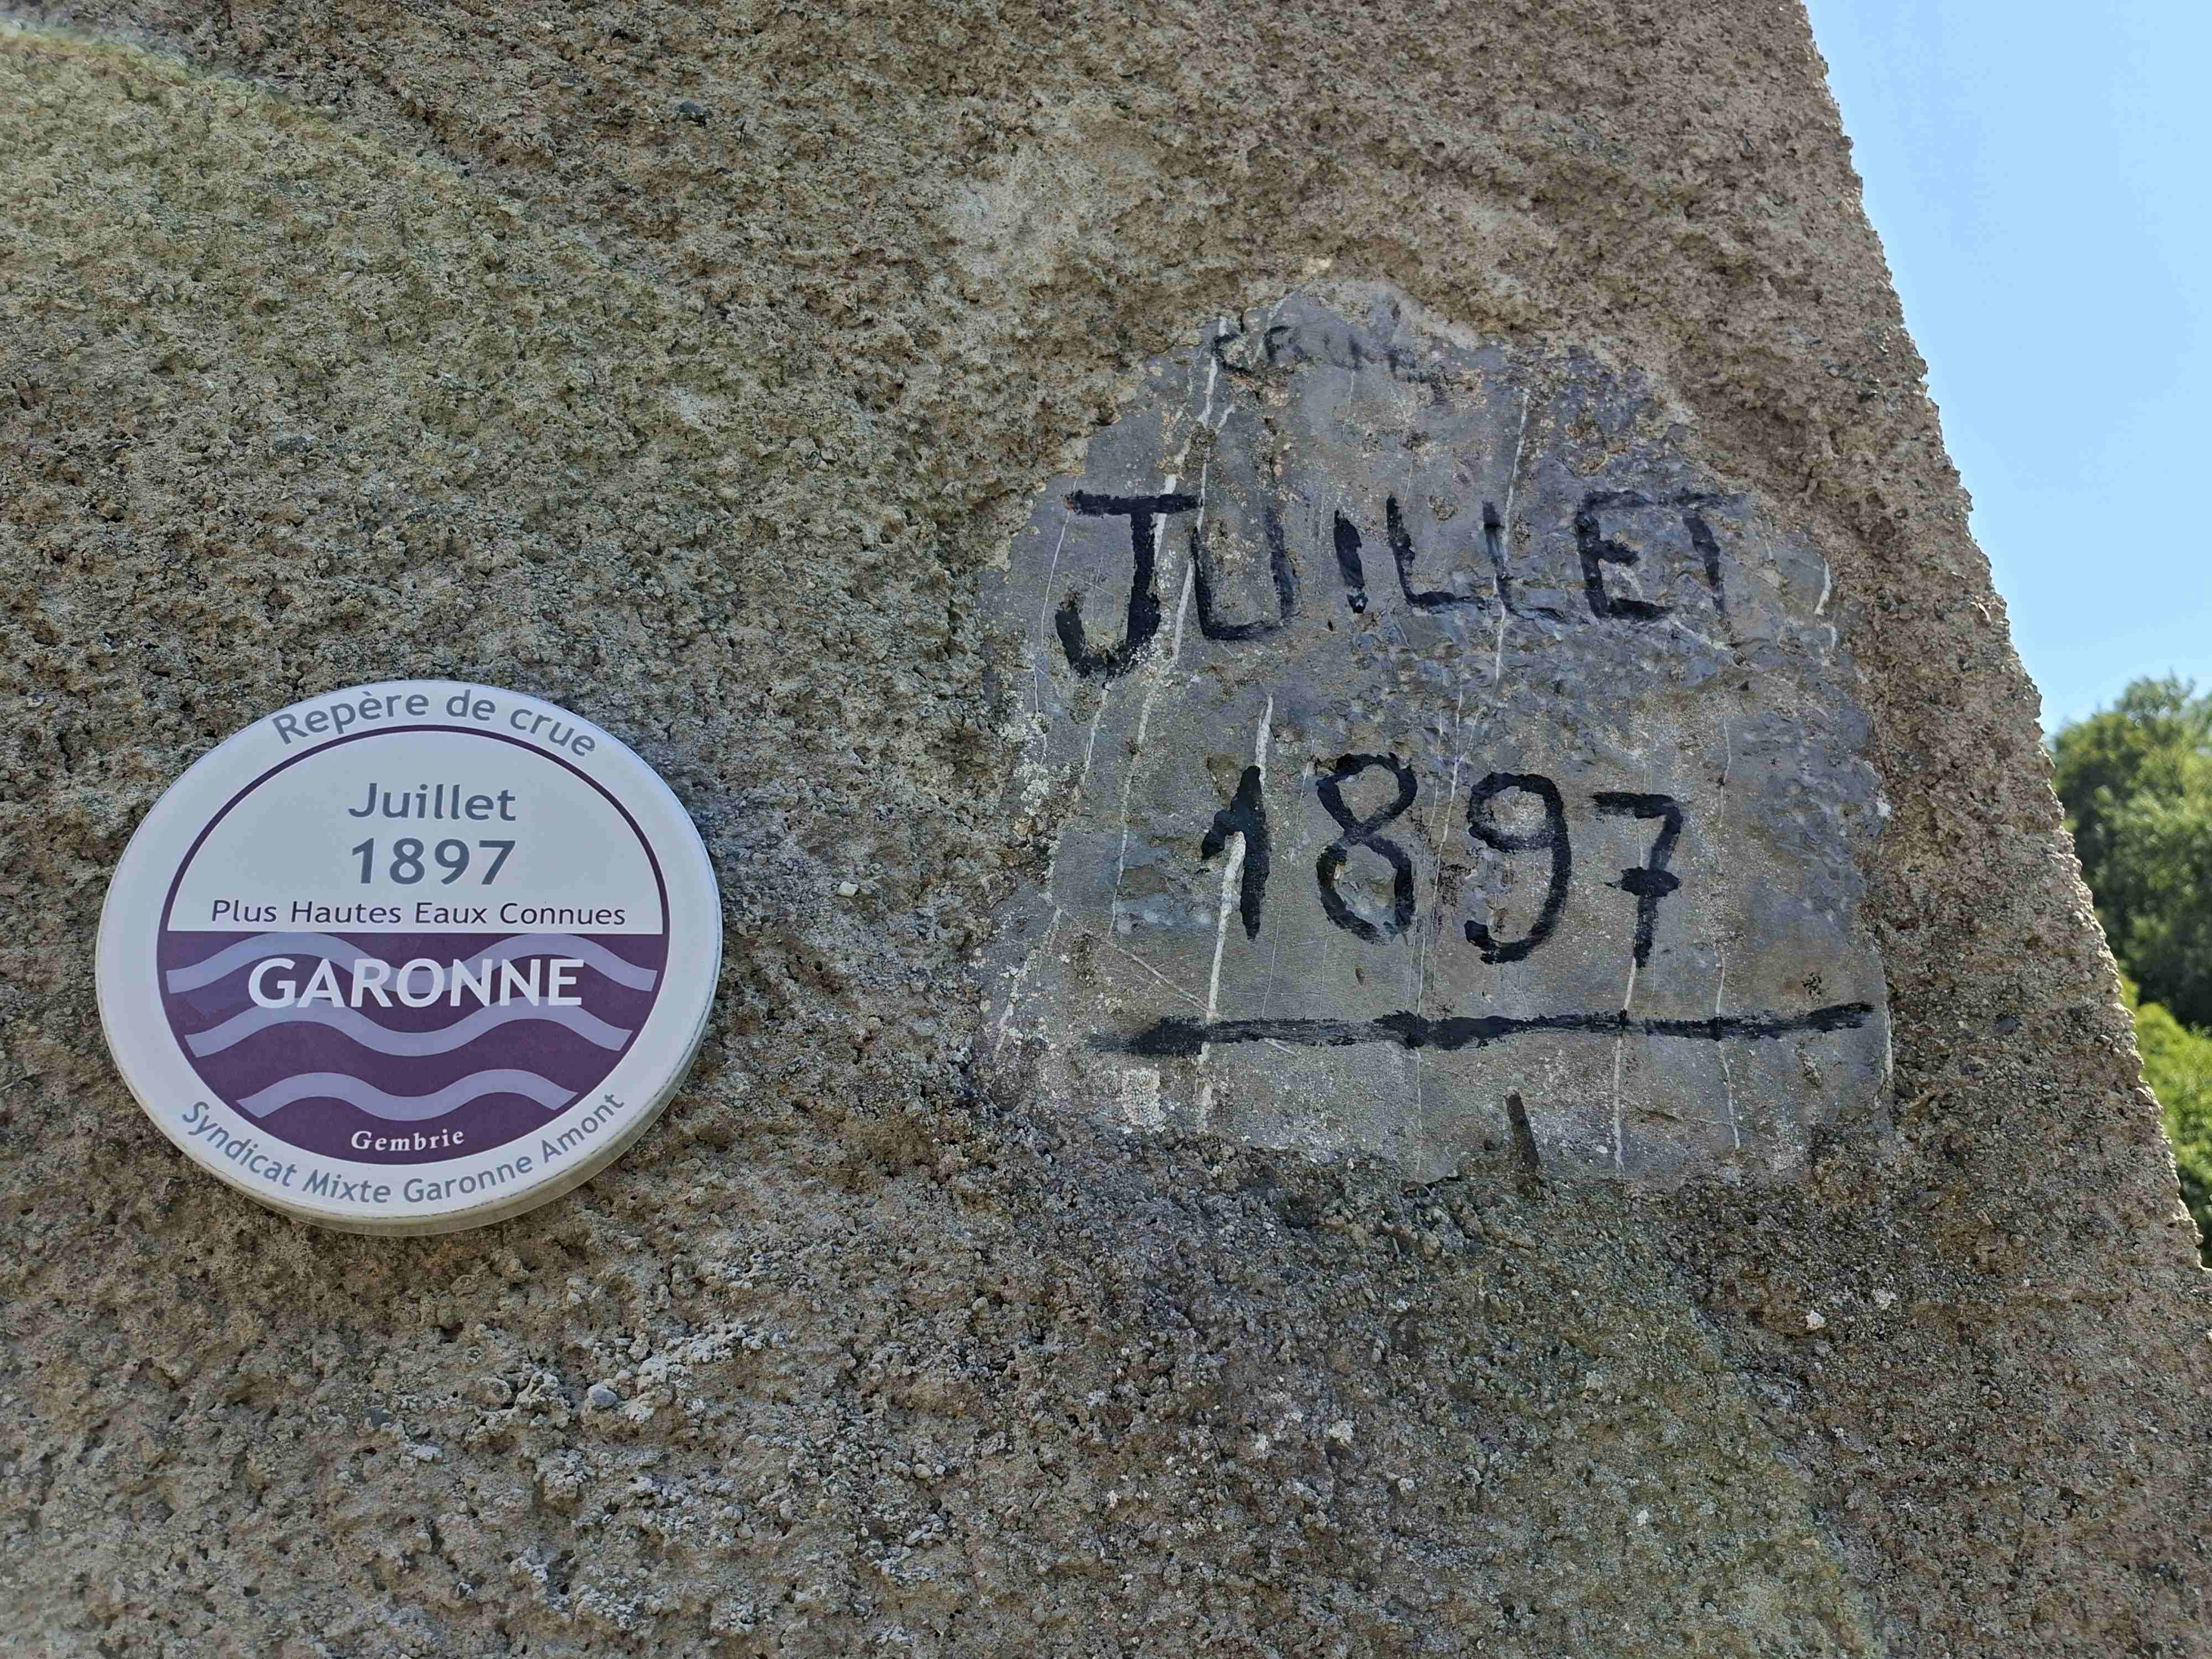 Repère de crue
Juillet
1897
Plus Hautes Eaux Connues
GARONNE
Gembrie
Syndicat Mixte Garonne Amont
JUILLET
1897